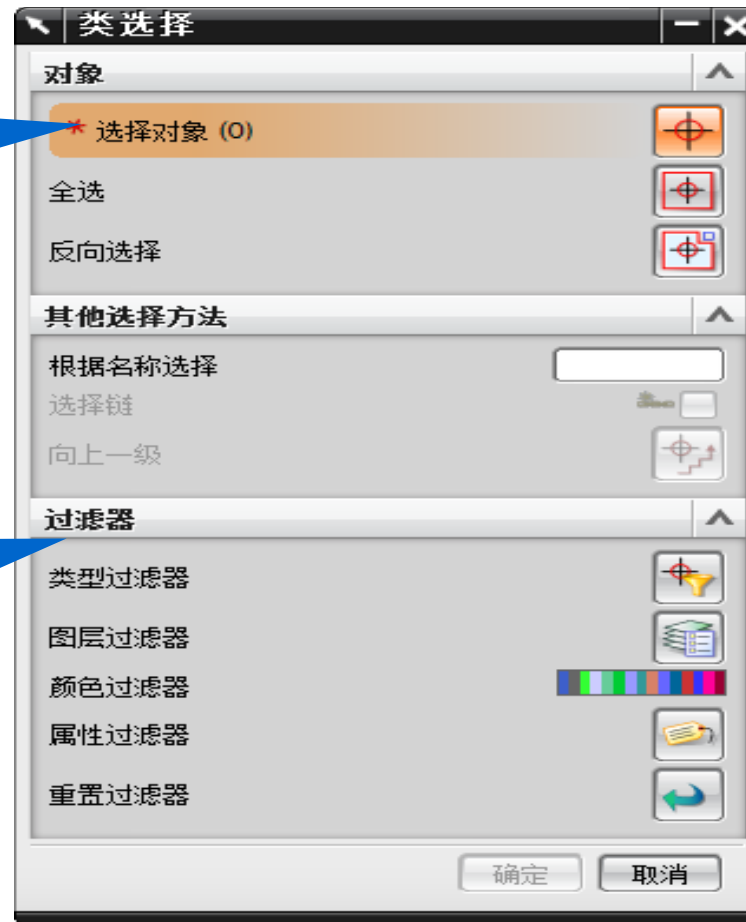 类选择
对象
* 选择对象 (0)
全选
反向选择
其他选择方法
根据名称选择
选择链
向上一级
过滤器
类型过滤器
图层过滤器
颜色过滤器
属性过滤器
重置过滤器
确定 取消